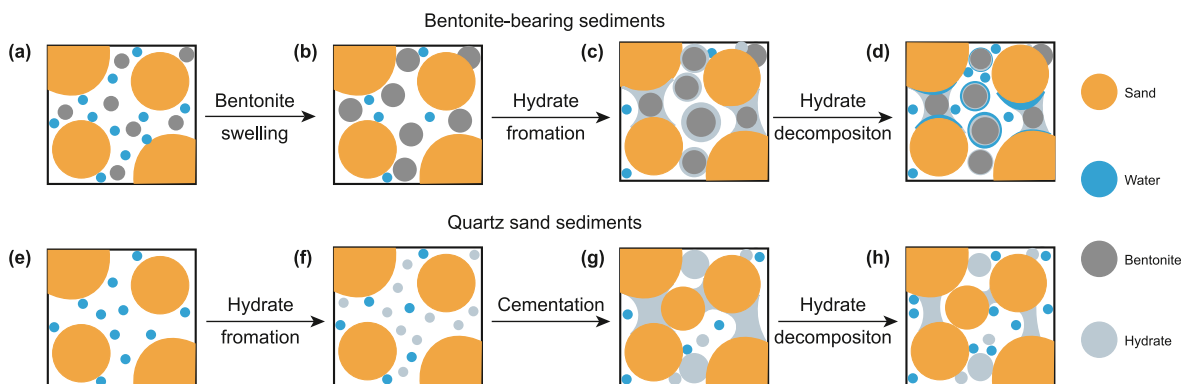 Bentonite-bearing sediments
(a)
Bentonite
swelling
(b)
Hydrate
fromation
(c)
Hydrate
decompositon
(d)
Sand
Water
Quartz sand sediments
(e)
Hydrate
fromation
(f)
Cementation
(g)
Hydrate
decompositon
(h)
Bentonite
Hydrate